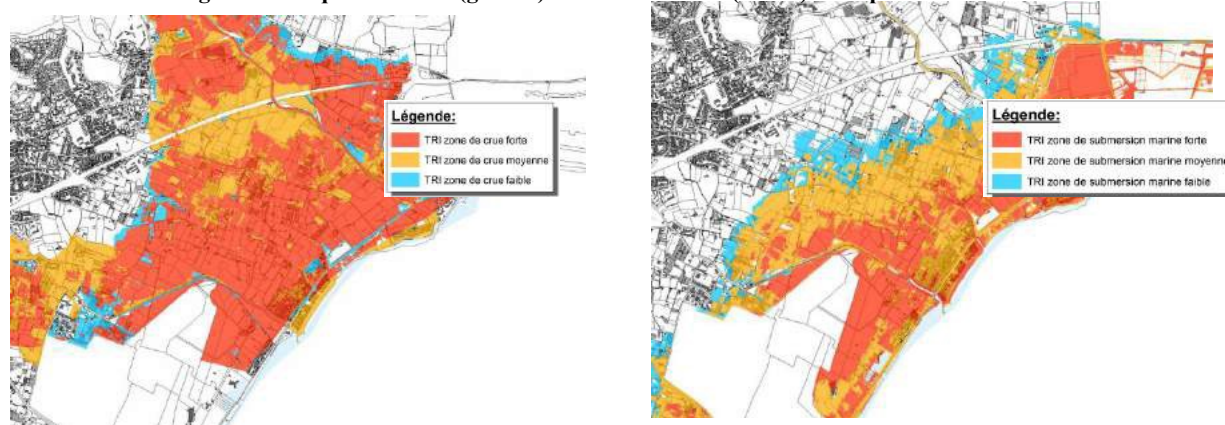 Légende:
TRI zone de crue forte
TRI zone de crue moyenne
TRI zone de crue faible
Légende:
TRI zone de submersion marine forte
TRI zone de submersion marine moyenne
TRI zone de submersion marine faible